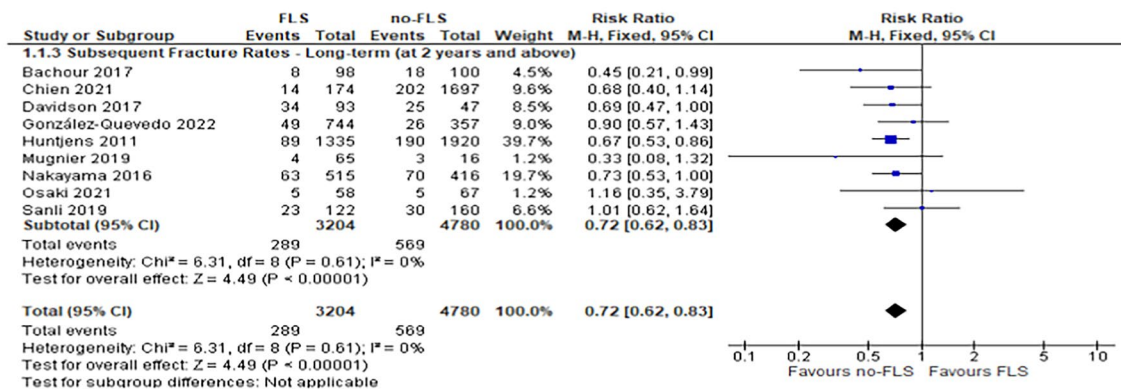 FLS no-FLS Risk Ratio Risk Ratio
Study or Subgroup Events Total Events Total Weight M-H, Fixed, 95% CI M-H, Fixed, 95% CI
1.1.3 Subsequent Fracture Rates - Long-term (at 2 years and above)
Bachour 2017 8 98 18 100 4.5% 0.45 [0.21, 0.99]
Chien 2021 14 174 202 1697 9.6% 0.68 [0.40, 1.14]
Davidson 2017 34 93 25 47 8.5% 0.69 [0.47, 1.00]
González-Quevedo 2022 49 744 26 357 9.0% 0.90 [0.57, 1.43]
Huntjens 2011 89 1335 190 1920 39.7% 0.67 [0.53, 0.86]
Mugnier 2019 4 65 3 16 1.2% 0.33 [0.08, 1.32]
Nakayama 2016 63 515 70 416 19.7% 0.73 [0.53, 1.00]
Osaki 2021 5 58 5 67 1.2% 1.16 [0.35, 3.79]
Sanli 2019 23 122 30 160 6.6% 1.01 [0.62, 1.64]
Subtotal (95% CI) 3204 4780 100.0% 0.72 [0.62, 0.83]
Total events 289 569
Heterogeneity: Chi² = 6.31, df = 8 (P = 0.61); I² = 0%
Test for overall effect: Z = 4.49 (P < 0.00001)
Total (95% CI) 3204 4780 100.0% 0.72 [0.62, 0.83]
Total events 289 569
Heterogeneity: Chi² = 6.31, df = 8 (P = 0.61); I² = 0%
Test for overall effect: Z = 4.49 (P < 0.00001)
Test for subgroup differences: Not applicable
0.1 0.2 0.5 1 2 5 10
Favours no-FLS Favours FLS